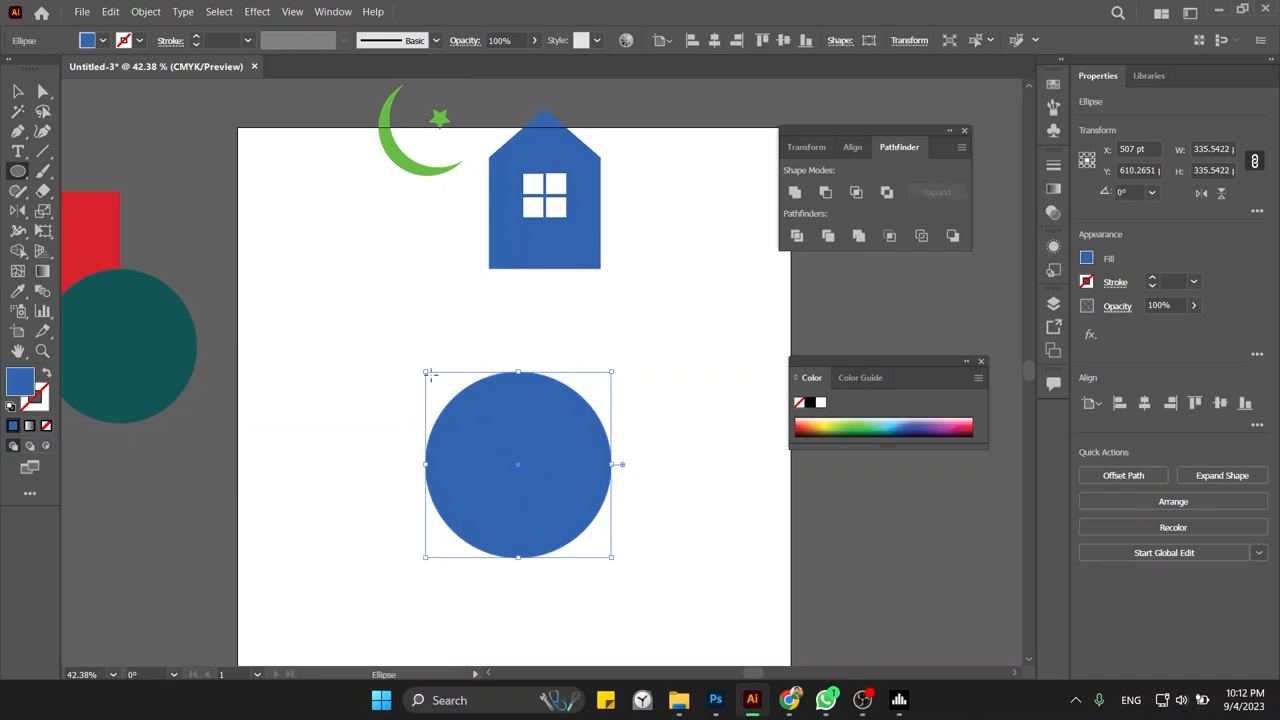 Ai File Edit Object Type Select Effect View Window Help
Ellipse Stroke: Basic Opacity: 100% Style: Shape: Transform
Untitled-3* @ 42.38 % (CMYK/Preview)
Properties Libraries
Ellipse
Transform
X: 507 pt W: 335.5422
Y: 610.2651 H: 335.5422
0°
Appearance
Fill
Stroke
Opacity 100%
fx.
Align
Quick Actions
Offset Path Expand Shape
Arrange
Recolor
Start Global Edit
Transform Align Pathfinder
Shape Modes:
Expand
Pathfinders:
Color Color Guide
T
42.38% 0° 1 Ellipse
Search Ps Ai 1 ENG 10:12 PM
9/4/2023